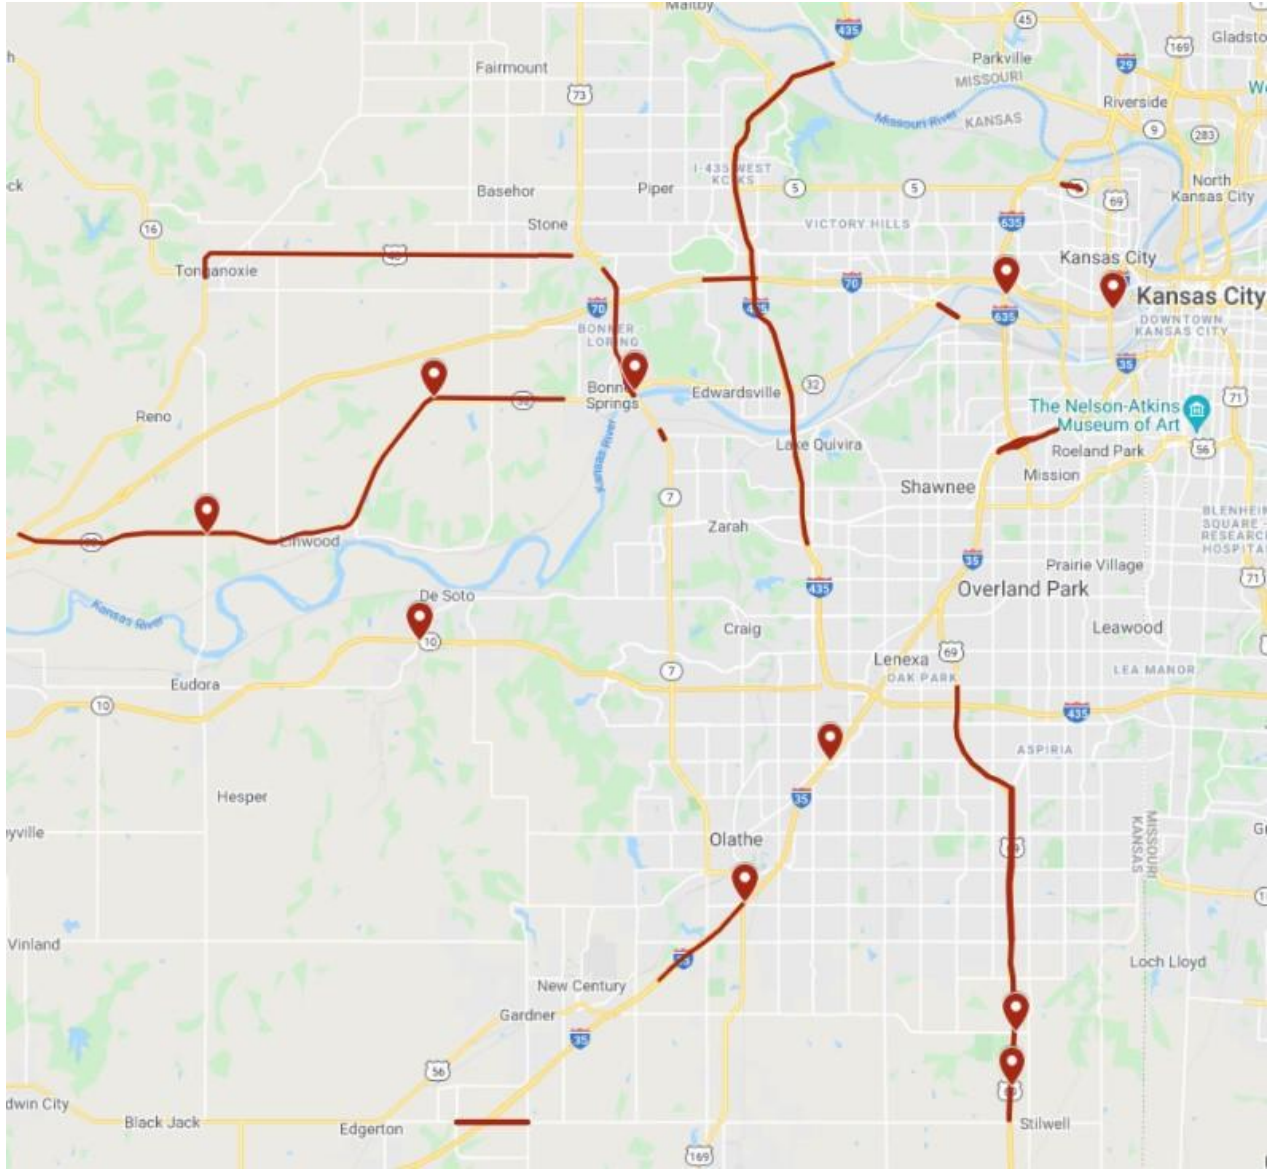 435
45
169
Fairmount
Parkville
29
MISSOURI
73
Riverside
Missouri River
KANSAS
9
283
I-435 WEST
5
5
North
Kansas City
Basehor
Piper
69
Stone
VICTORY HILLS
635
16
Kansas City
Tonganoxie
70
70
Kansas City
635
DOWNTOWN
KANSAS CITY
BONNER
LORING
35
32
Edwardsville
Springs
71
Reno
The Nelson-Atkins
Museum of Art
Lake Quivira
56
Roeland Park
Mission
Shawnee
Kansas River
7
Zarah
Linwood
35
Prairie Village
71
435
Overland Park
De Soto
Kansas River
Craig
Leawood
10
69
Lenexa
OAK PARK
LEA MANOR
7
Eudora
10
435
ASPIRIA
Hesper
35
Olathe
MISSOURI
KANSAS
Vinland
Loch Lloyd
New Century
Gardner
35
56
Black Jack
Edgerton
Stilwell
169